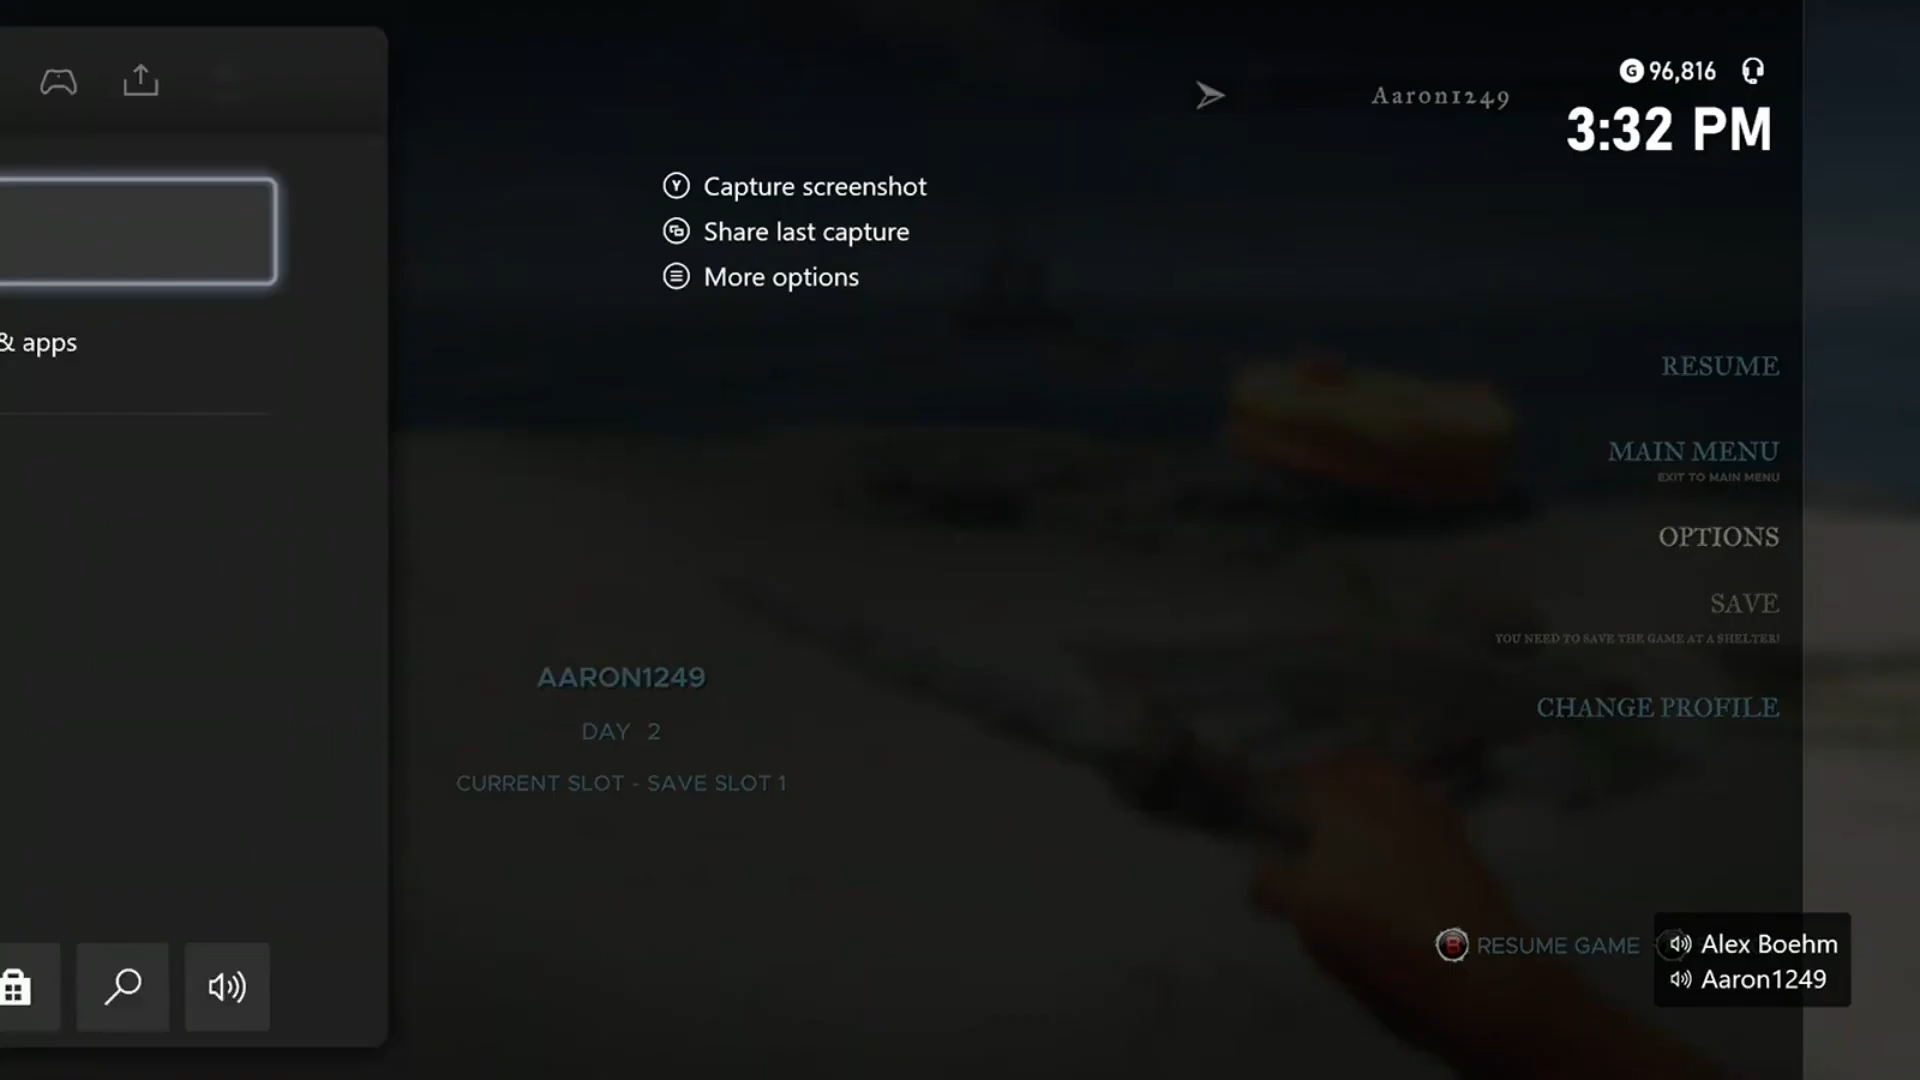 G 96,816
Aaron1249
3:32 PM
Y Capture screenshot
Share last capture
More options
& apps
RESUME
MAIN MENU
EXIT TO MAIN MENU
OPTIONS
SAVE
YOU NEED TO SAVE THE GAME AT A SHELTER!
CHANGE PROFILE
AARON1249
DAY 2
CURRENT SLOT - SAVE SLOT 1
B RESUME GAME
Alex Boehm
Aaron1249